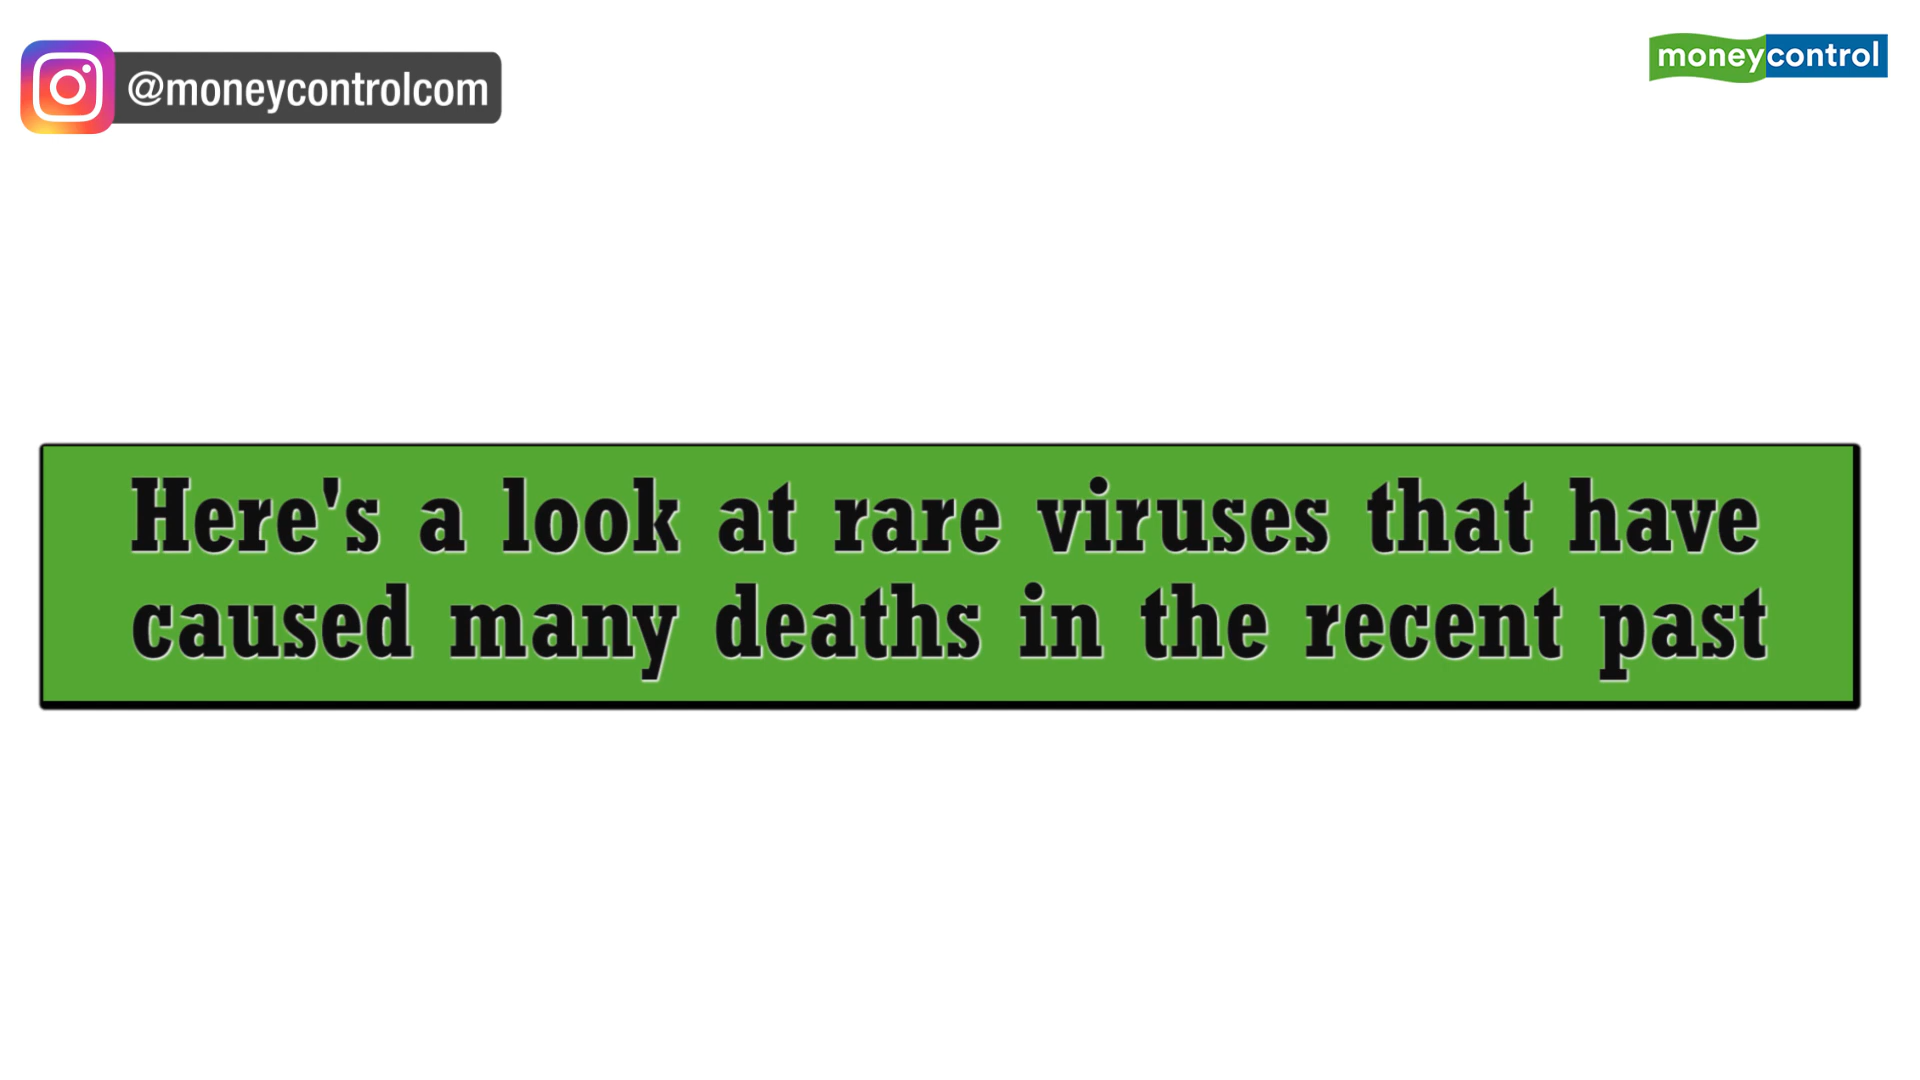 @moneycontrolcom
moneycontrol
Here's a look at rare viruses that have
caused many deaths in the recent past